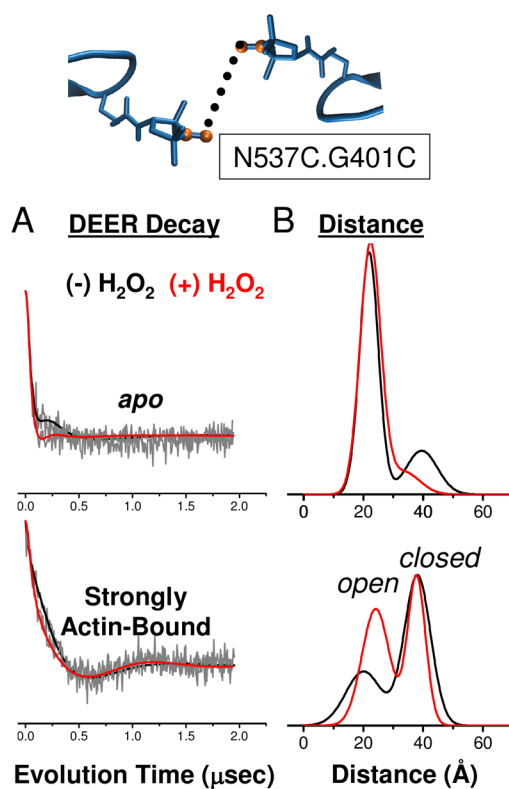 N537C.G401C
A DEER Decay
B Distance
(-) H₂O₂ (+) H₂O₂
apo
0.0 0.5 1.0 1.5 2.0
0 20 40 60
Strongly
Actin-Bound
open
closed
0.0 0.5 1.0 1.5 2.0
0 20 40 60
Evolution Time (μsec)
Distance (Å)